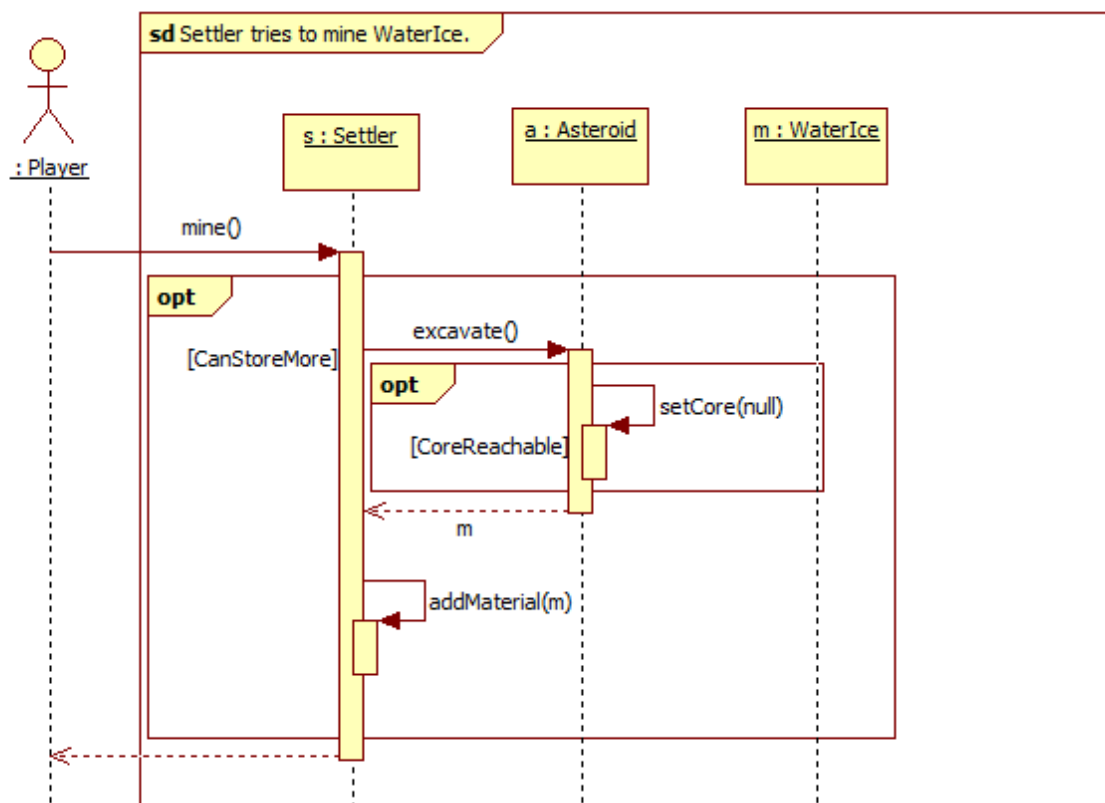 sd Settler tries to mine WaterIce.
: Player
s : Settler
a : Asteroid
m : WaterIce
mine()
opt
[CanStoreMore]
excavate()
opt
[CoreReachable]
setCore(null)
m
addMaterial(m)